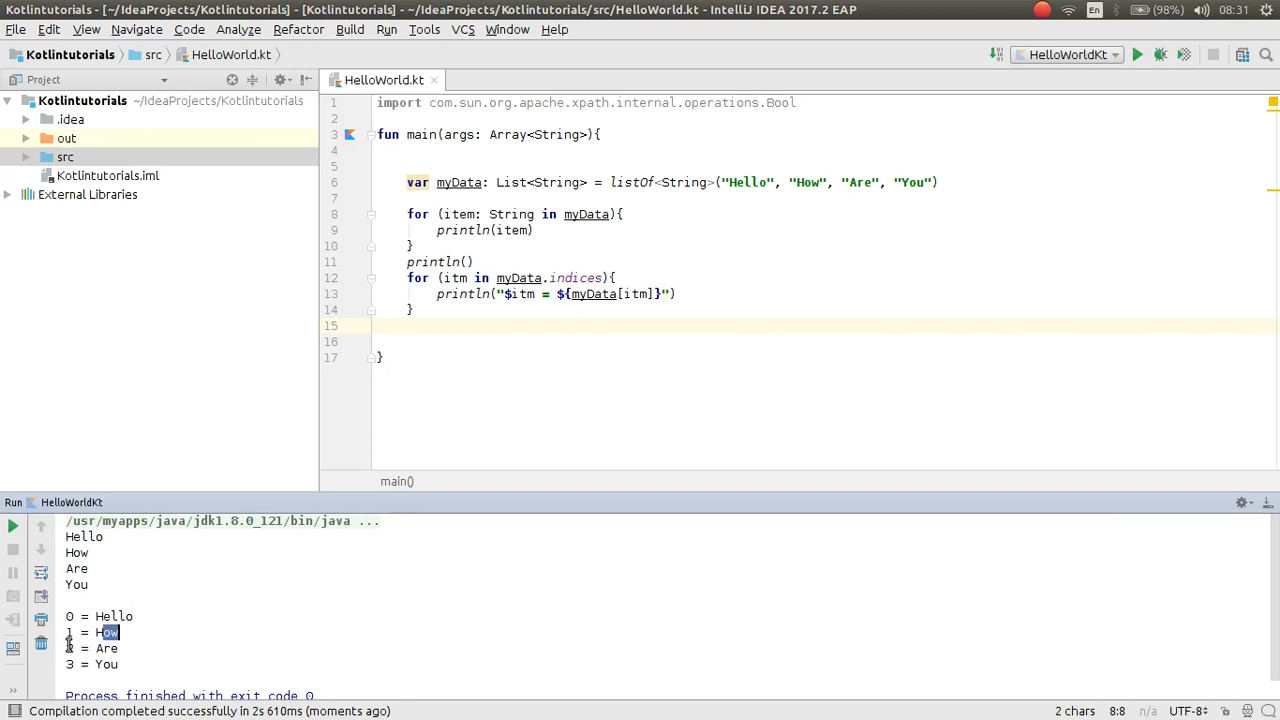 Kotlintutorials - [~/IdeaProjects/Kotlintutorials] - [Kotlintutorials] - ~/IdeaProjects/Kotlintutorials/src/HelloWorld.kt - IntelliJ IDEA 2017.2 EAP
En
(98%)
08:31
File Edit View Navigate Code Analyze Refactor Build Run Tools VCS Window Help
Kotlintutorials src HelloWorld.kt
HelloWorldKt
Project
HelloWorld.kt
Kotlintutorials ~/IdeaProjects/Kotlintutorials
.idea
out
src
Kotlintutorials.iml
External Libraries
1 import com.sun.org.apache.xpath.internal.operations.Bool
2
3 fun main(args: Array<String>){
4
5
6 var myData: List<String> = listOf<String>("Hello", "How", "Are", "You")
7
8 for (item: String in myData){
9 println(item)
10 }
11 println()
12 for (itm in myData.indices){
13 println("$itm = ${myData[itm]}")
14 }
15
16
17 }
main()
Run HelloWorldKt
/usr/myapps/java/jdk1.8.0_121/bin/java ...
Hello
How
Are
You
0 = Hello
1 = How
2 = Are
3 = You
Process finished with exit code 0
Compilation completed successfully in 2s 610ms (moments ago)
2 chars 8:8 n/a UTF-8